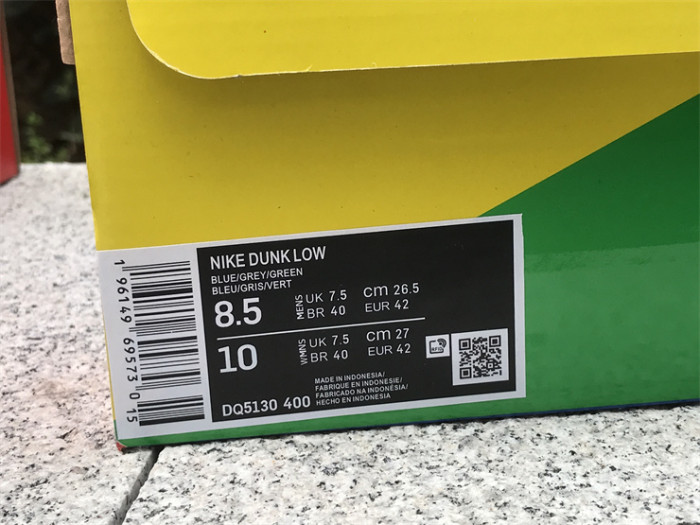 NIKE DUNK LOW
BLUE/GREY/GREEN
BLEU/GRIS/VERT
8.5 MENS UK 7.5 cm 26.5
BR 40 EUR 42
10 WMNS UK 7.5 cm 27
BR 40 EUR 42
MADE IN INDONESIA/
FABRIQUE EN INDONESIE/
FABRICADO NA INDONÉSIA/
HECHO EN INDONESIA
DQ5130 400
1 96149 69573 015